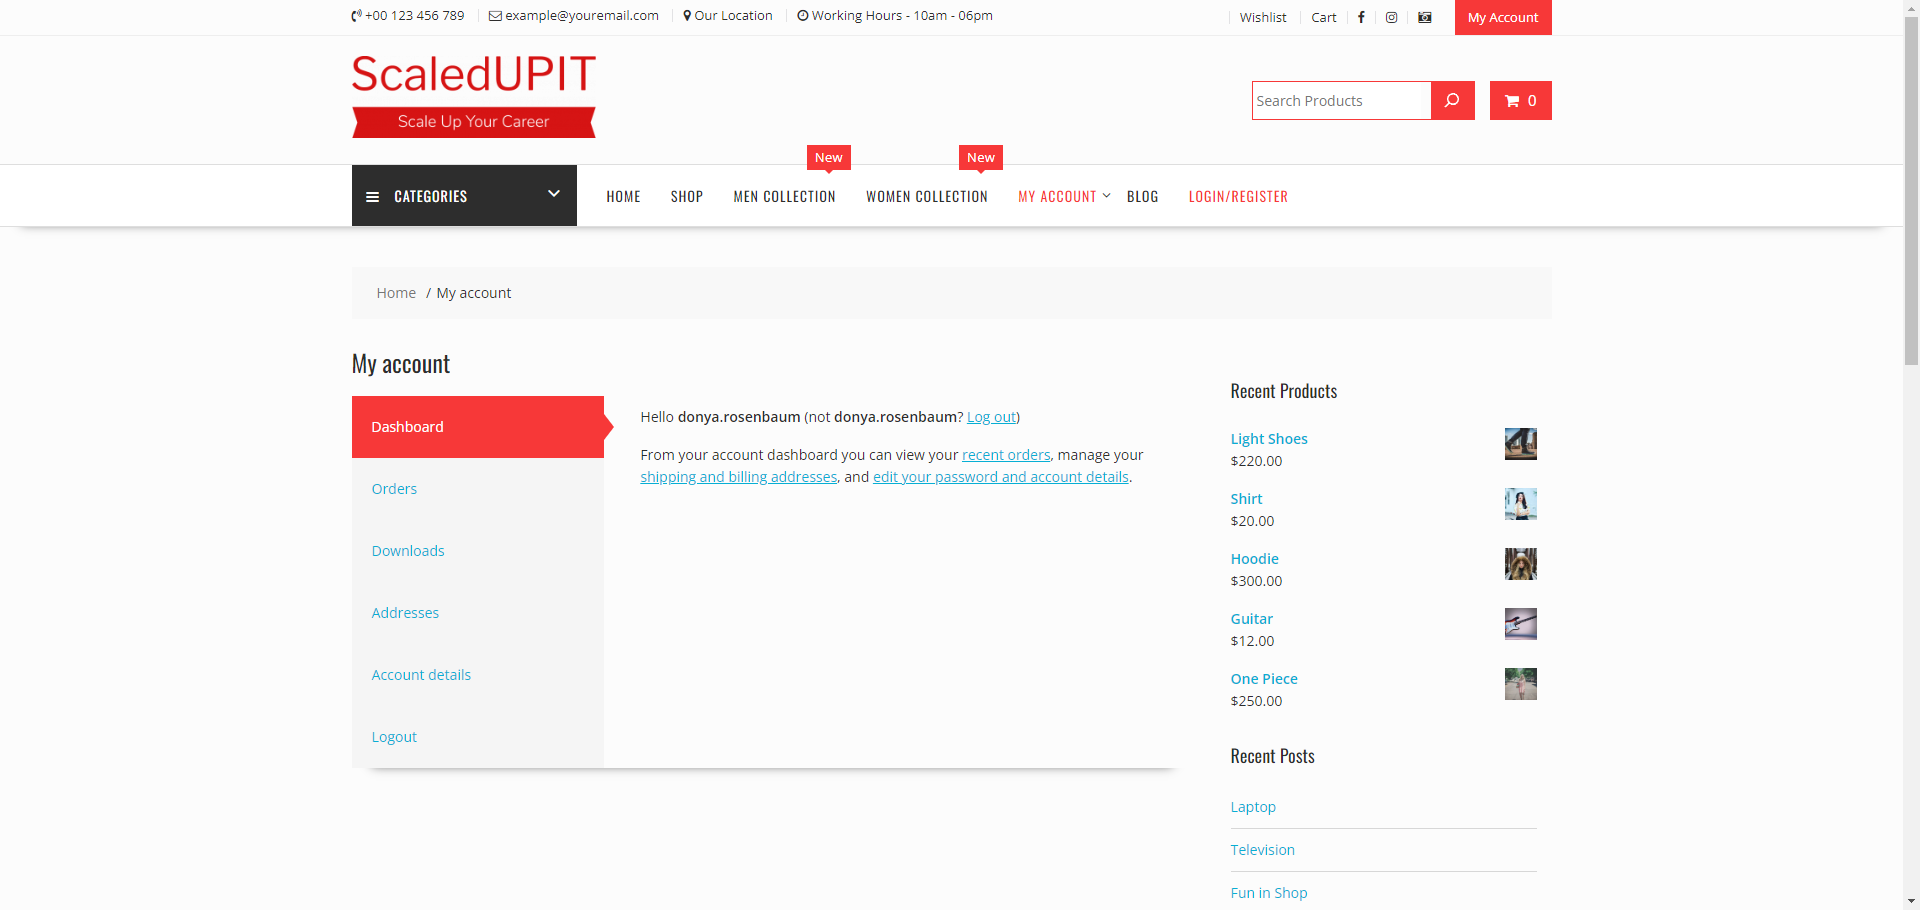 +00 123 456 789
example@youremail.com
Our Location
Working Hours - 10am - 06pm
Wishlist
Cart
My Account
ScaledUPIT
Scale Up Your Career
Search Products
0
New
New
CATEGORIES
HOME
SHOP
MEN COLLECTION
WOMEN COLLECTION
MY ACCOUNT
BLOG
LOGIN/REGISTER
Home / My account
My account
Dashboard
Orders
Downloads
Addresses
Account details
Logout
Hello donya.rosenbaum (not donya.rosenbaum? Log out)
From your account dashboard you can view your recent orders, manage your
shipping and billing addresses, and edit your password and account details.
Recent Products
Light Shoes
$220.00
Shirt
$20.00
Hoodie
$300.00
Guitar
$12.00
One Piece
$250.00
Recent Posts
Laptop
Television
Fun in Shop